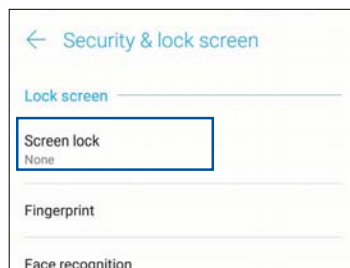 Security & lock screen
Lock screen
Screen lock
None
Fingerprint
Face recognition